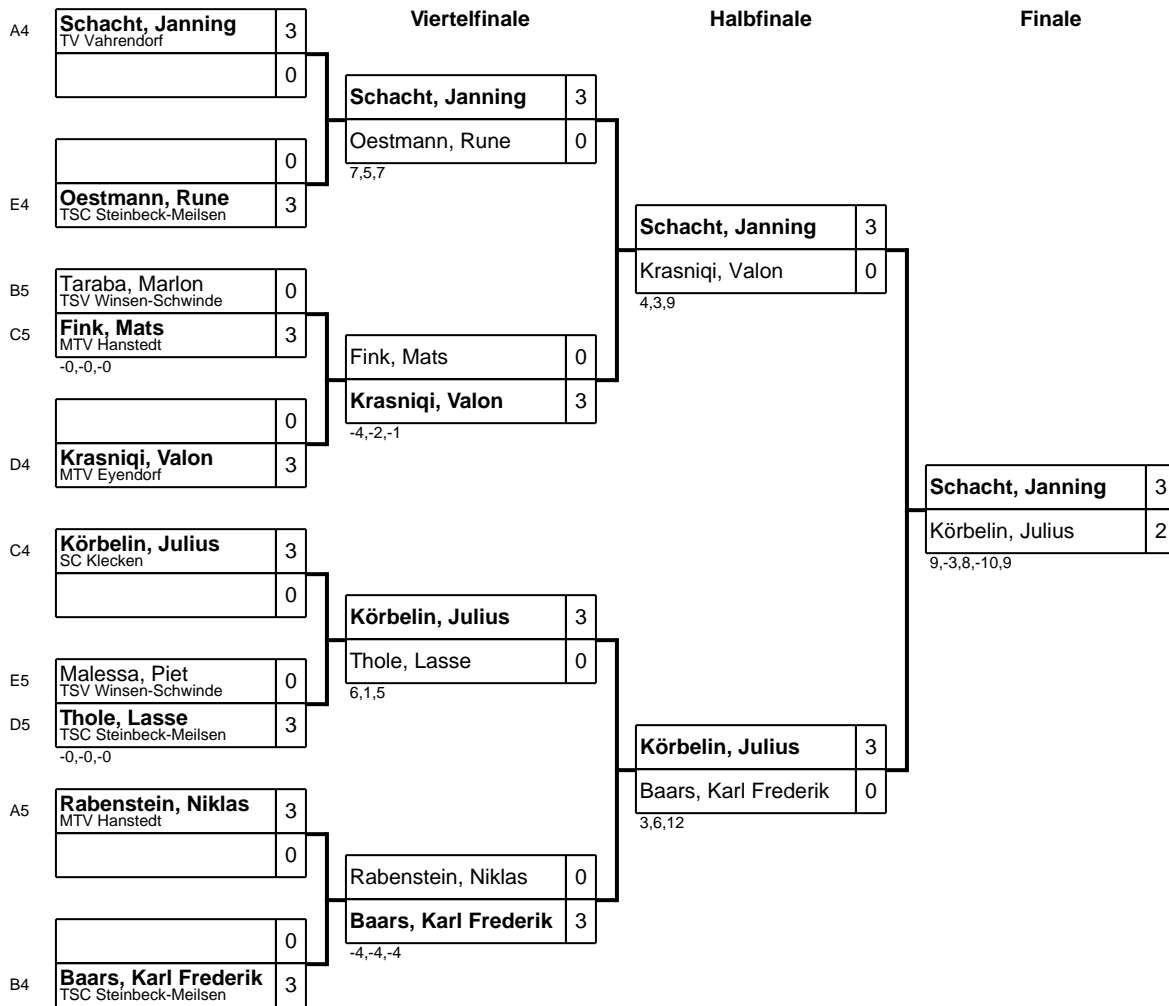 Viertelfinale
Halbfinale
Finale
A4 Schacht, Janning 3
TV Vahrendorf
0
0
E4 Oestmann, Rune 3
TSC Steinbeck-Meilsen
B5 Taraba, Marlon 0
TSV Winsen-Schwinde
C5 Fink, Mats 3
MTV Hanstedt
-0,-0,-0
0
D4 Krasniqi, Valon 3
MTV Eyendorf
C4 Körbelin, Julius 3
SC Klecken
0
E5 Malessa, Piet 0
TSV Winsen-Schwinde
D5 Thole, Lasse 3
TSC Steinbeck-Meilsen
-0,-0,-0
A5 Rabenstein, Niklas 3
MTV Hanstedt
0
0
B4 Baars, Karl Frederik 3
TSC Steinbeck-Meilsen
Schacht, Janning 3
Oestmann, Rune 0
7,5,7
Fink, Mats 0
Krasniqi, Valon 3
-4,-2,-1
Körbelin, Julius 3
Thole, Lasse 0
6,1,5
Rabenstein, Niklas 0
Baars, Karl Frederik 3
-4,-4,-4
Schacht, Janning 3
Krasniqi, Valon 0
4,3,9
Körbelin, Julius 3
Baars, Karl Frederik 0
3,6,12
Schacht, Janning 3
Körbelin, Julius 2
9,-3,8,-10,9